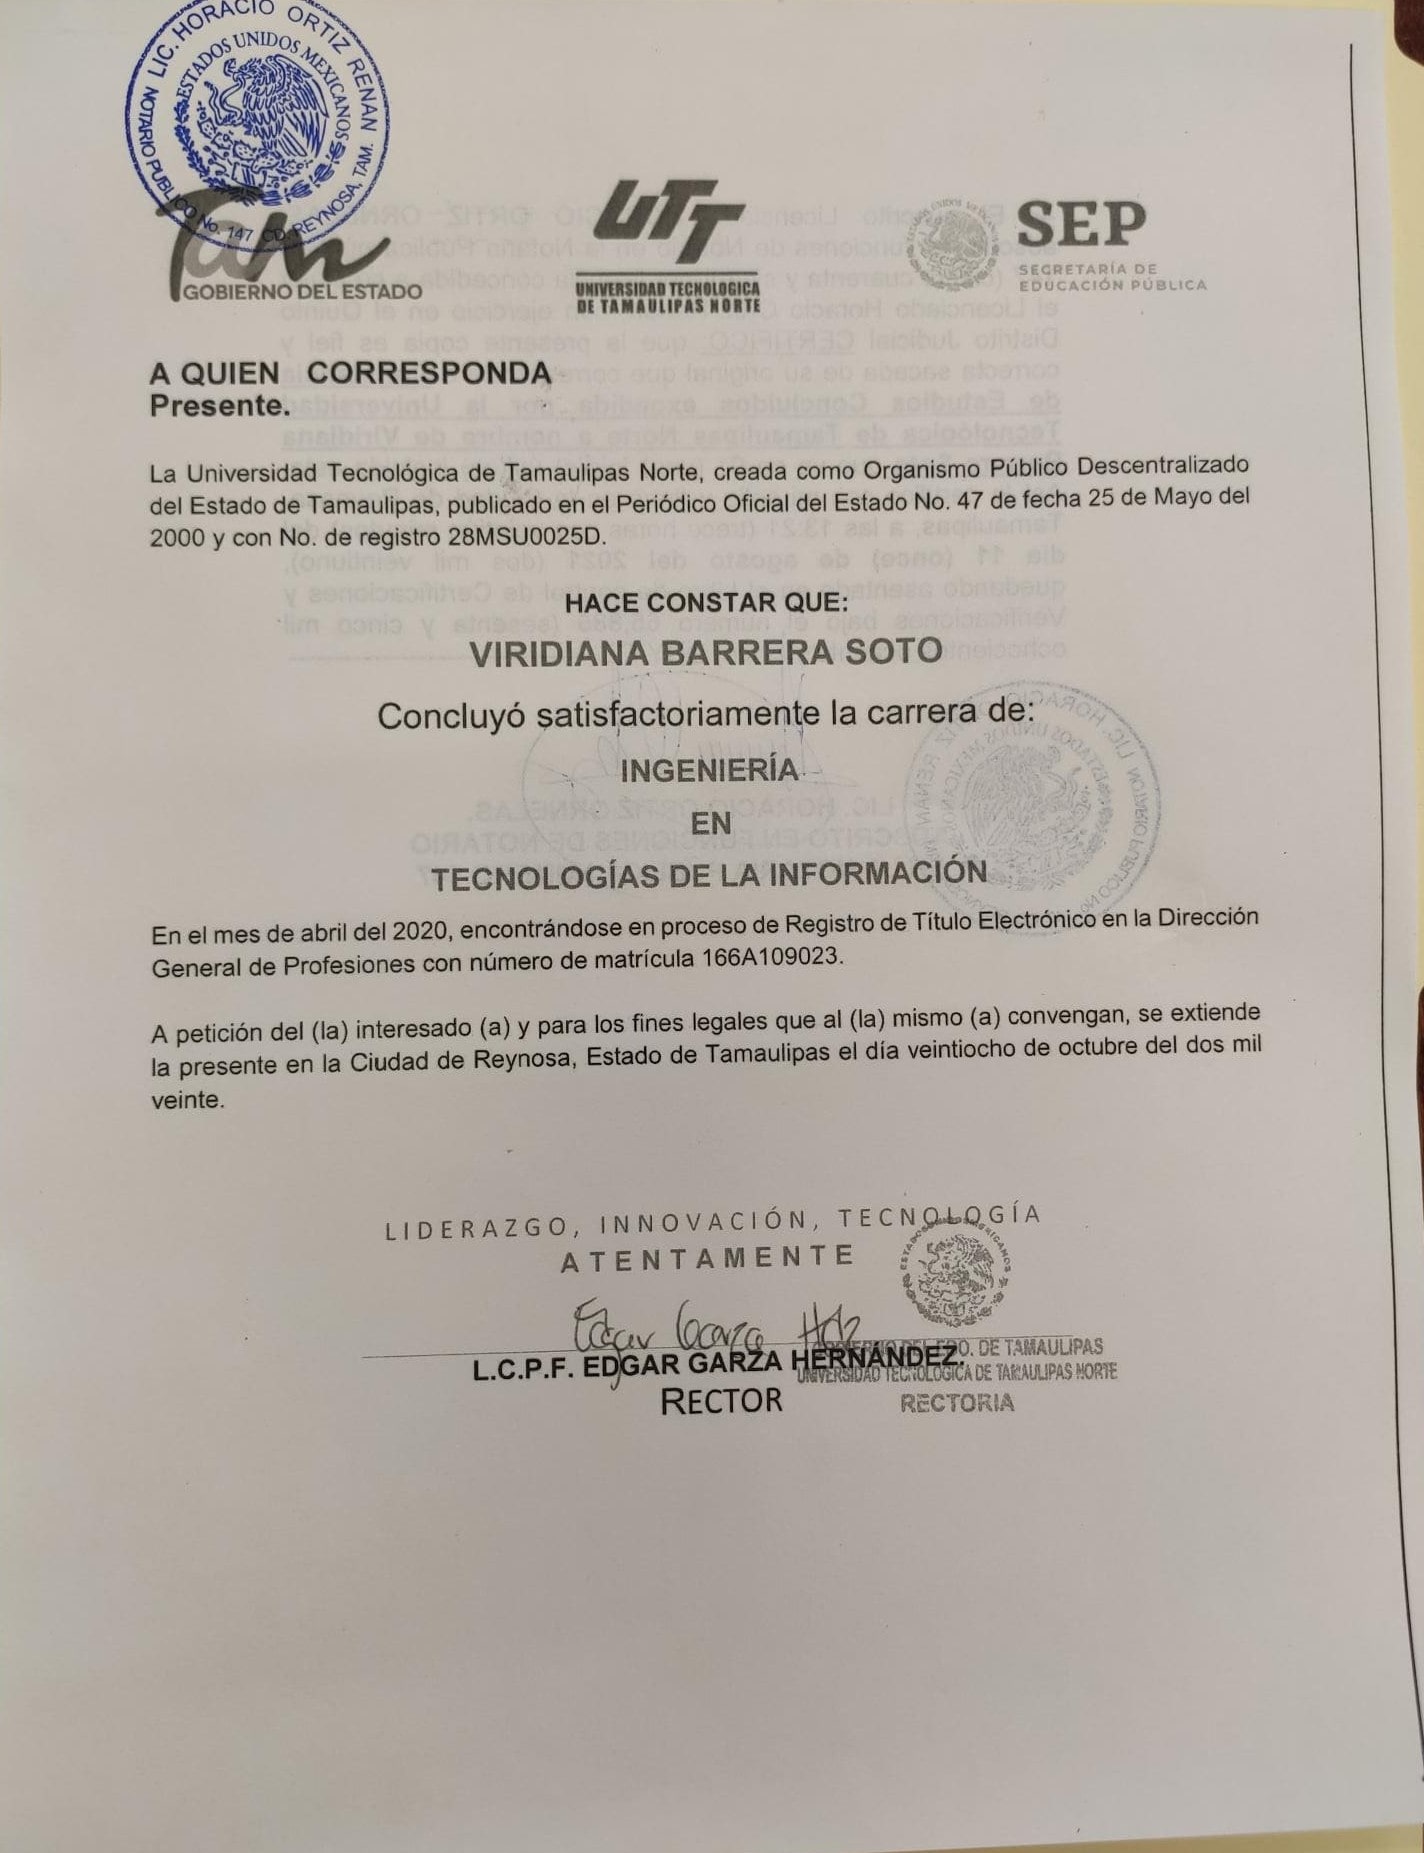 LIC. HORACIO ORTIZ RENAN
NOTARIO PUBLICO No. 147 CD. REYNOSA, TAM.
ESTADOS UNIDOS MEXICANOS
Tam
GOBIERNO DEL ESTADO
UTT
UNIVERSIDAD TECNOLOGICA
DE TAMAULIPAS NORTE
SEP
SECRETARÍA DE
EDUCACIÓN PÚBLICA
A QUIEN CORRESPONDA
Presente.
La Universidad Tecnológica de Tamaulipas Norte, creada como Organismo Público Descentralizado
del Estado de Tamaulipas, publicado en el Periódico Oficial del Estado No. 47 de fecha 25 de Mayo del
2000 y con No. de registro 28MSU0025D.
HACE CONSTAR QUE:
VIRIDIANA BARRERA SOTO
Concluyó satisfactoriamente la carrera de:
INGENIERÍA
EN
TECNOLOGÍAS DE LA INFORMACIÓN
En el mes de abril del 2020, encontrándose en proceso de Registro de Título Electrónico en la Dirección
General de Profesiones con número de matrícula 166A109023.
A petición del (la) interesado (a) y para los fines legales que al (la) mismo (a) convengan, se extiende
la presente en la Ciudad de Reynosa, Estado de Tamaulipas el día veintiocho de octubre del dos mil
veinte.
LIDERAZGO, INNOVACIÓN, TECNOLOGÍA
ATENTAMENTE
Edgar Garza Hdz
L.C.P.F. EDGAR GARZA HERNÁNDEZ.
RECTOR
DE TAMAULIPAS
UNIVERSIDAD TECNOLOGICA DE TAMAULIPAS NORTE
RECTORIA